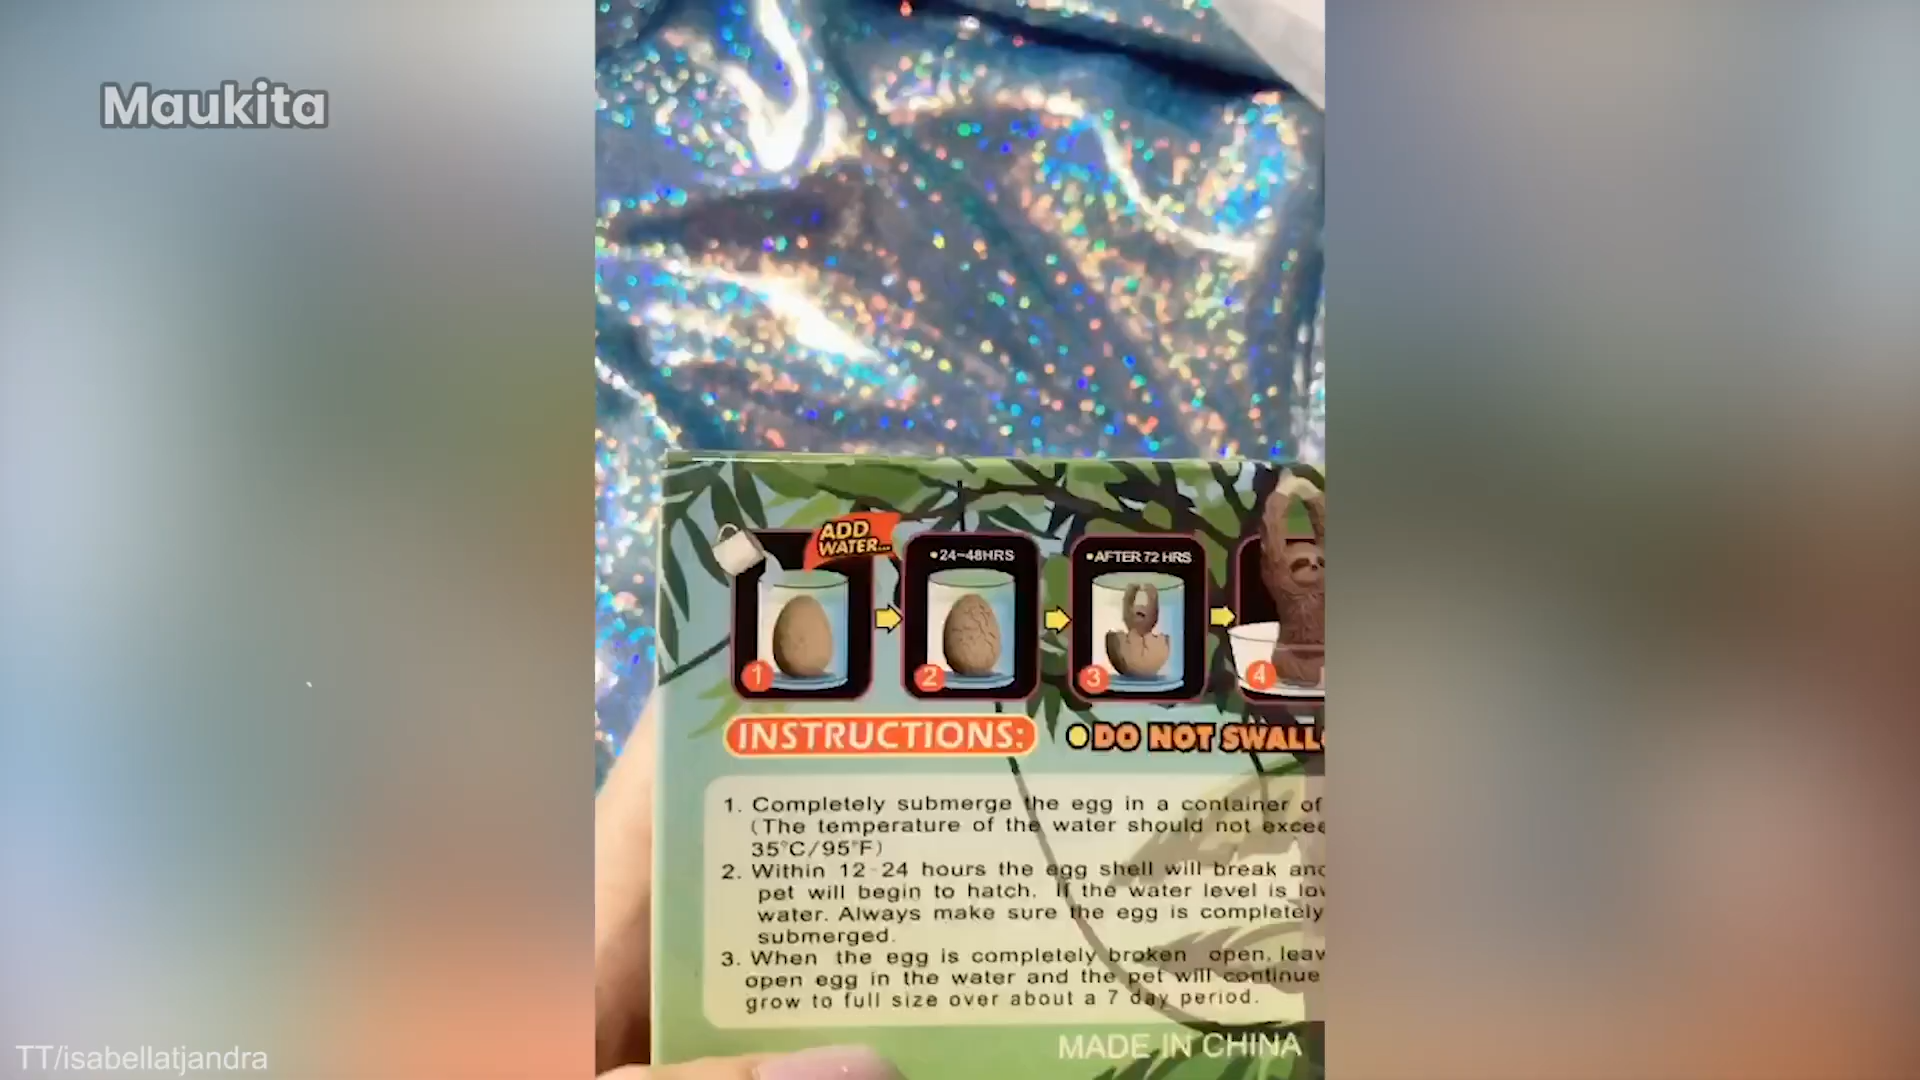 Maukita
ADD
WATER...
•24-48HRS
•AFTER 72 HRS
1
2
3
4
INSTRUCTIONS:
DO NOT
1. Completely submerge the egg in a container of
(The temperature of the water should not
35°C/95°F)
2. Within 12-24 hours the egg shell will break
pet will begin to hatch. If the water level is
water. Always make sure the egg is completely
submerged.
3. When the egg is completely broken open,
open egg in the water and the pet will continue
grow to full size over about a 7 day period.
MADE IN CHINA
TT/isabellatjandra